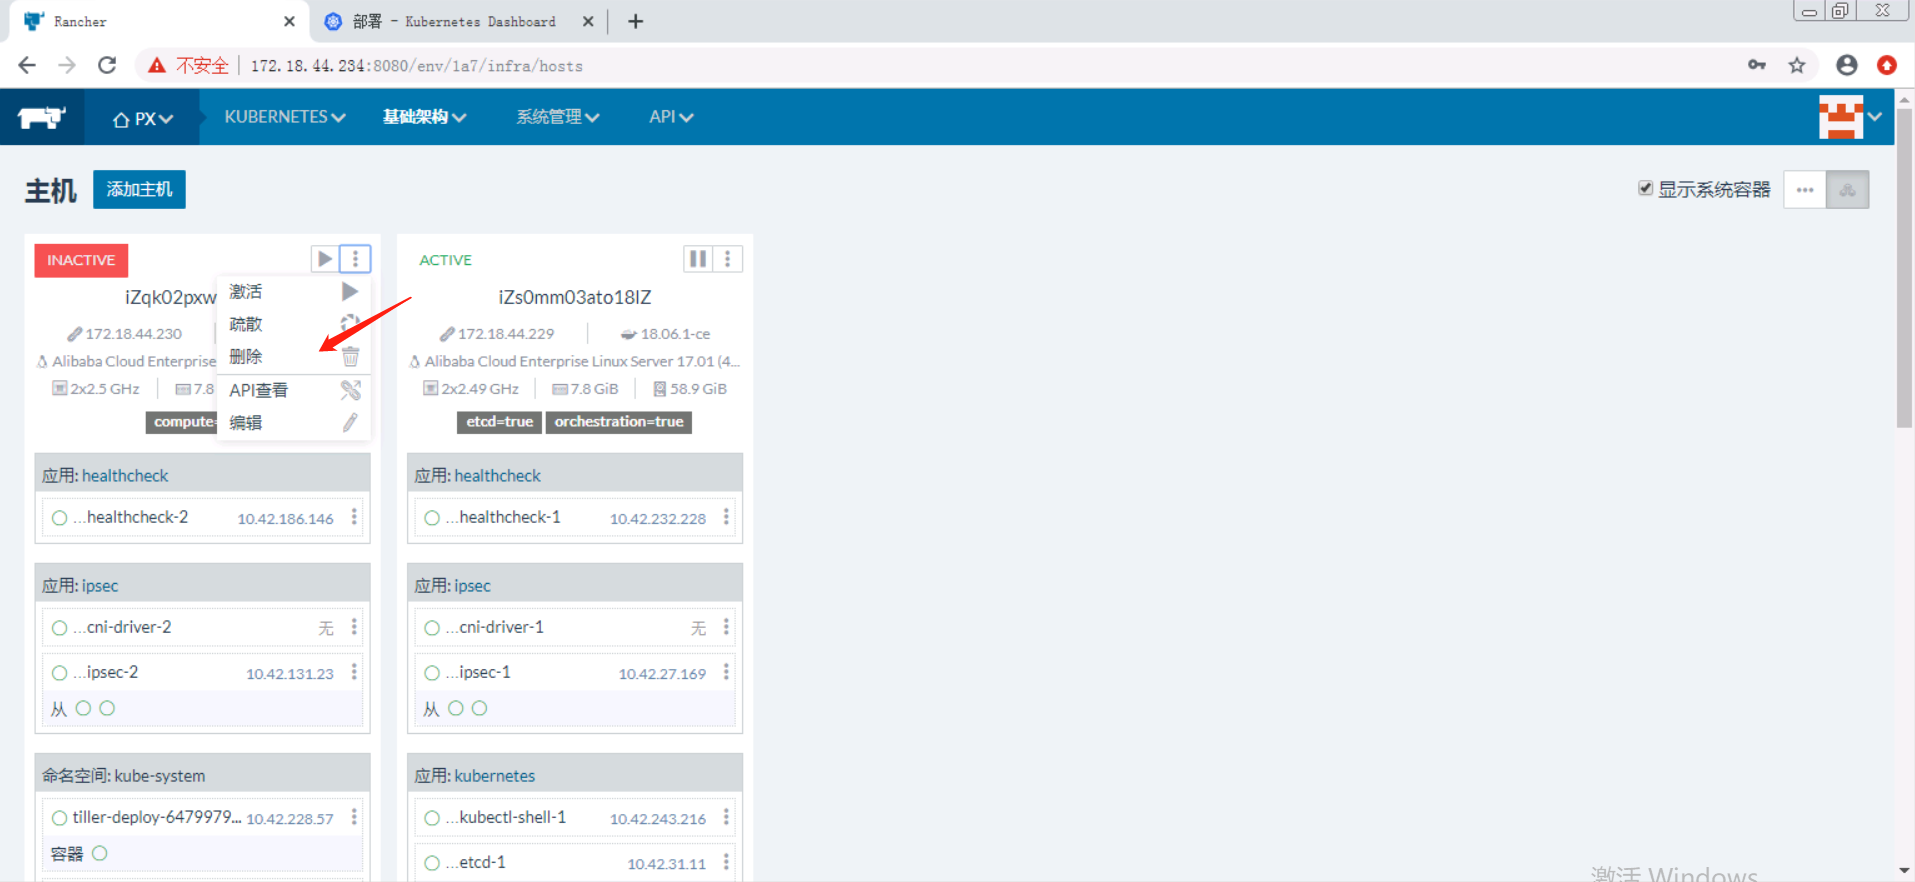 Rancher
部署 - Kubernetes Dashboard
不安全
172.18.44.234:8080/env/1a7/infra/hosts
PX
KUBERNETES
基础架构
系统管理
API
主机
添加主机
显示系统容器
INACTIVE
iZqk02pxw
172.18.44.230
Alibaba Cloud Enterprise
2x2.5 GHz
7.8
compute=
激活
疏散
删除
API查看
编辑
应用: healthcheck
...healthcheck-2 10.42.186.146
应用: ipsec
...cni-driver-2 无
...ipsec-2 10.42.131.23
从
命名空间: kube-system
tiller-deploy-6479979... 10.42.228.57
容器
ACTIVE
iZs0mm03ato18lZ
172.18.44.229 18.06.1-ce
Alibaba Cloud Enterprise Linux Server 17.01 (4...
2x2.49 GHz 7.8 GiB 58.9 GiB
etcd=true orchestration=true
应用: healthcheck
...healthcheck-1 10.42.232.228
应用: ipsec
...cni-driver-1 无
...ipsec-1 10.42.27.169
从
应用: kubernetes
...kubectl-shell-1 10.42.243.216
...etcd-1 10.42.31.11
激活 Windows